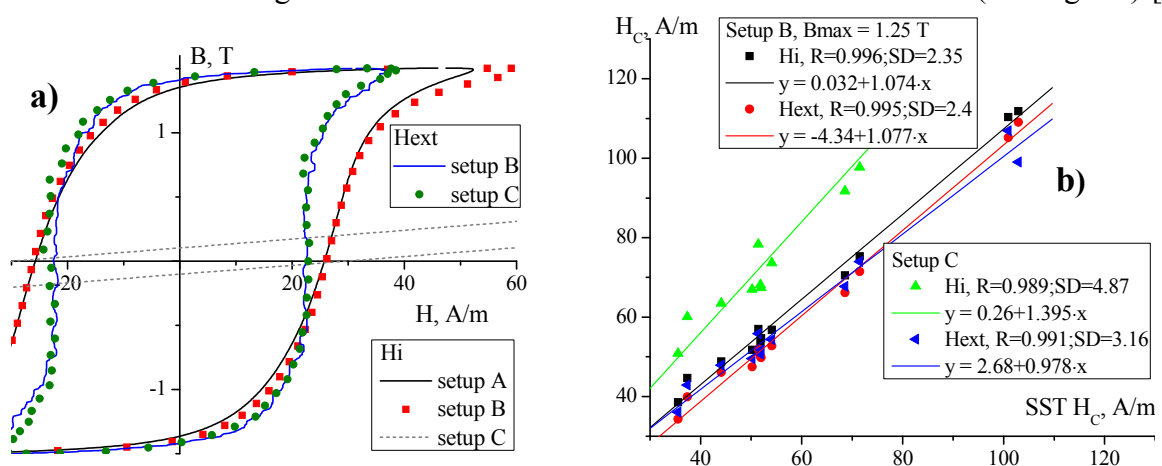 a)
B, T
1
-1
20
20
40
60
H, A/m
Hext
setup B
setup C
Hi
setup A
setup B
setup C
H_C, A/m
130
120
100
80
60
40
40
60
80
100
120
SST H_C, A/m
b)
Setup B, Bmax = 1.25 T
Hi, R=0.996;SD=2.35
y = 0.032+1.074·x
Hext, R=0.995;SD=2.4
y = -4.34+1.077·x
Setup C
Hi, R=0.989;SD=4.87
y = 0.26+1.395·x
Hext, R=0.991;SD=3.16
y = 2.68+0.978·x